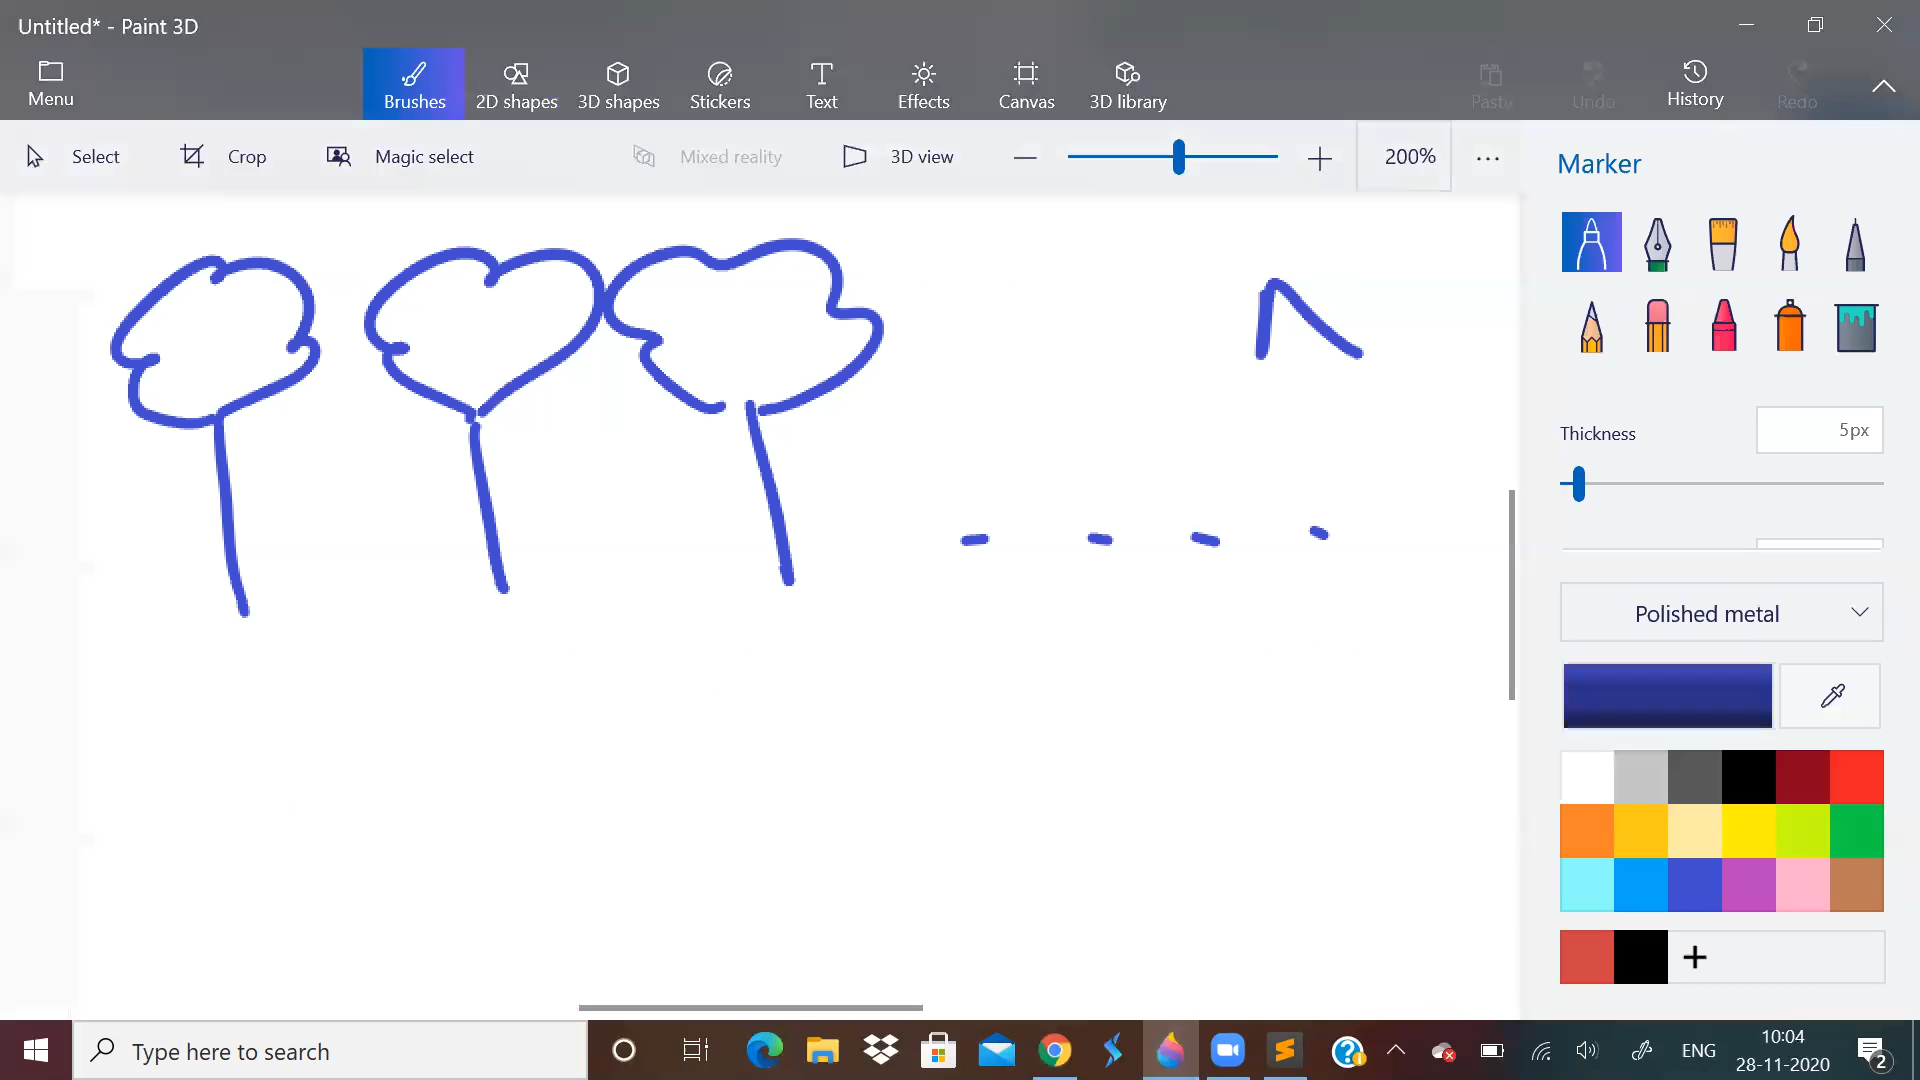 Untitled* - Paint 3D
Menu
Brushes
2D shapes
3D shapes
Stickers
Text
Effects
Canvas
3D library
Paste
Undo
History
Redo
Select
Crop
Magic select
Mixed reality
3D view
200%
Marker
Thickness
5px
Polished metal
Type here to search
ENG
10:04
28-11-2020
2